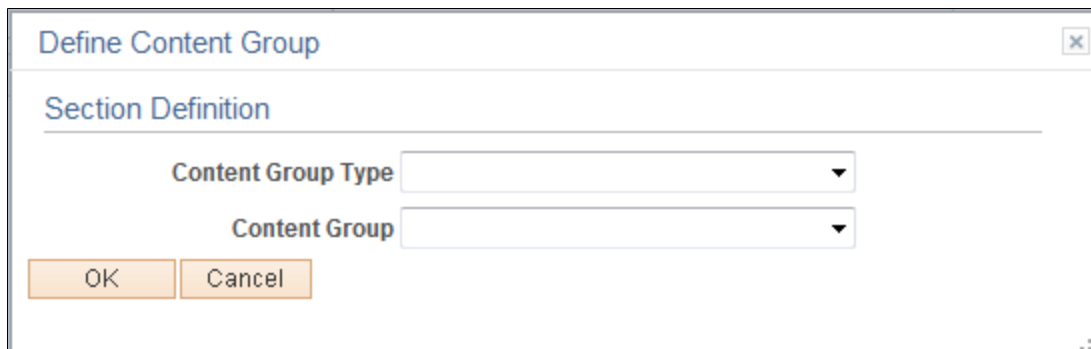 Define Content Group
Section Definition
Content Group Type
Content Group
OK Cancel